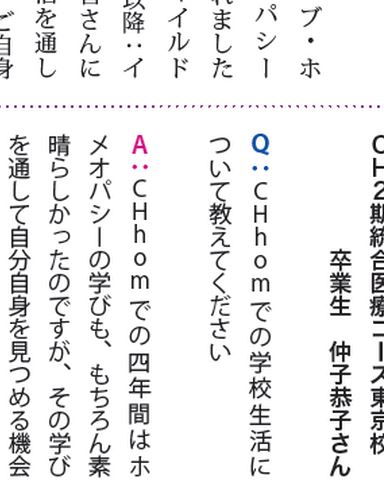 ブ・ホ
パシー
れました
イルド
以降：イ
さんに
を通し
ご自身
CH2期統合医療コース東京校
卒業生　仲子恭子さん
Q：CHhomでの学校生活に
ついて教えてください
A：CHhomでの四年間はホ
メオパシーの学びも、もちろん素
晴らしかったのですが、その学び
を通して自分自身を見つめる機会